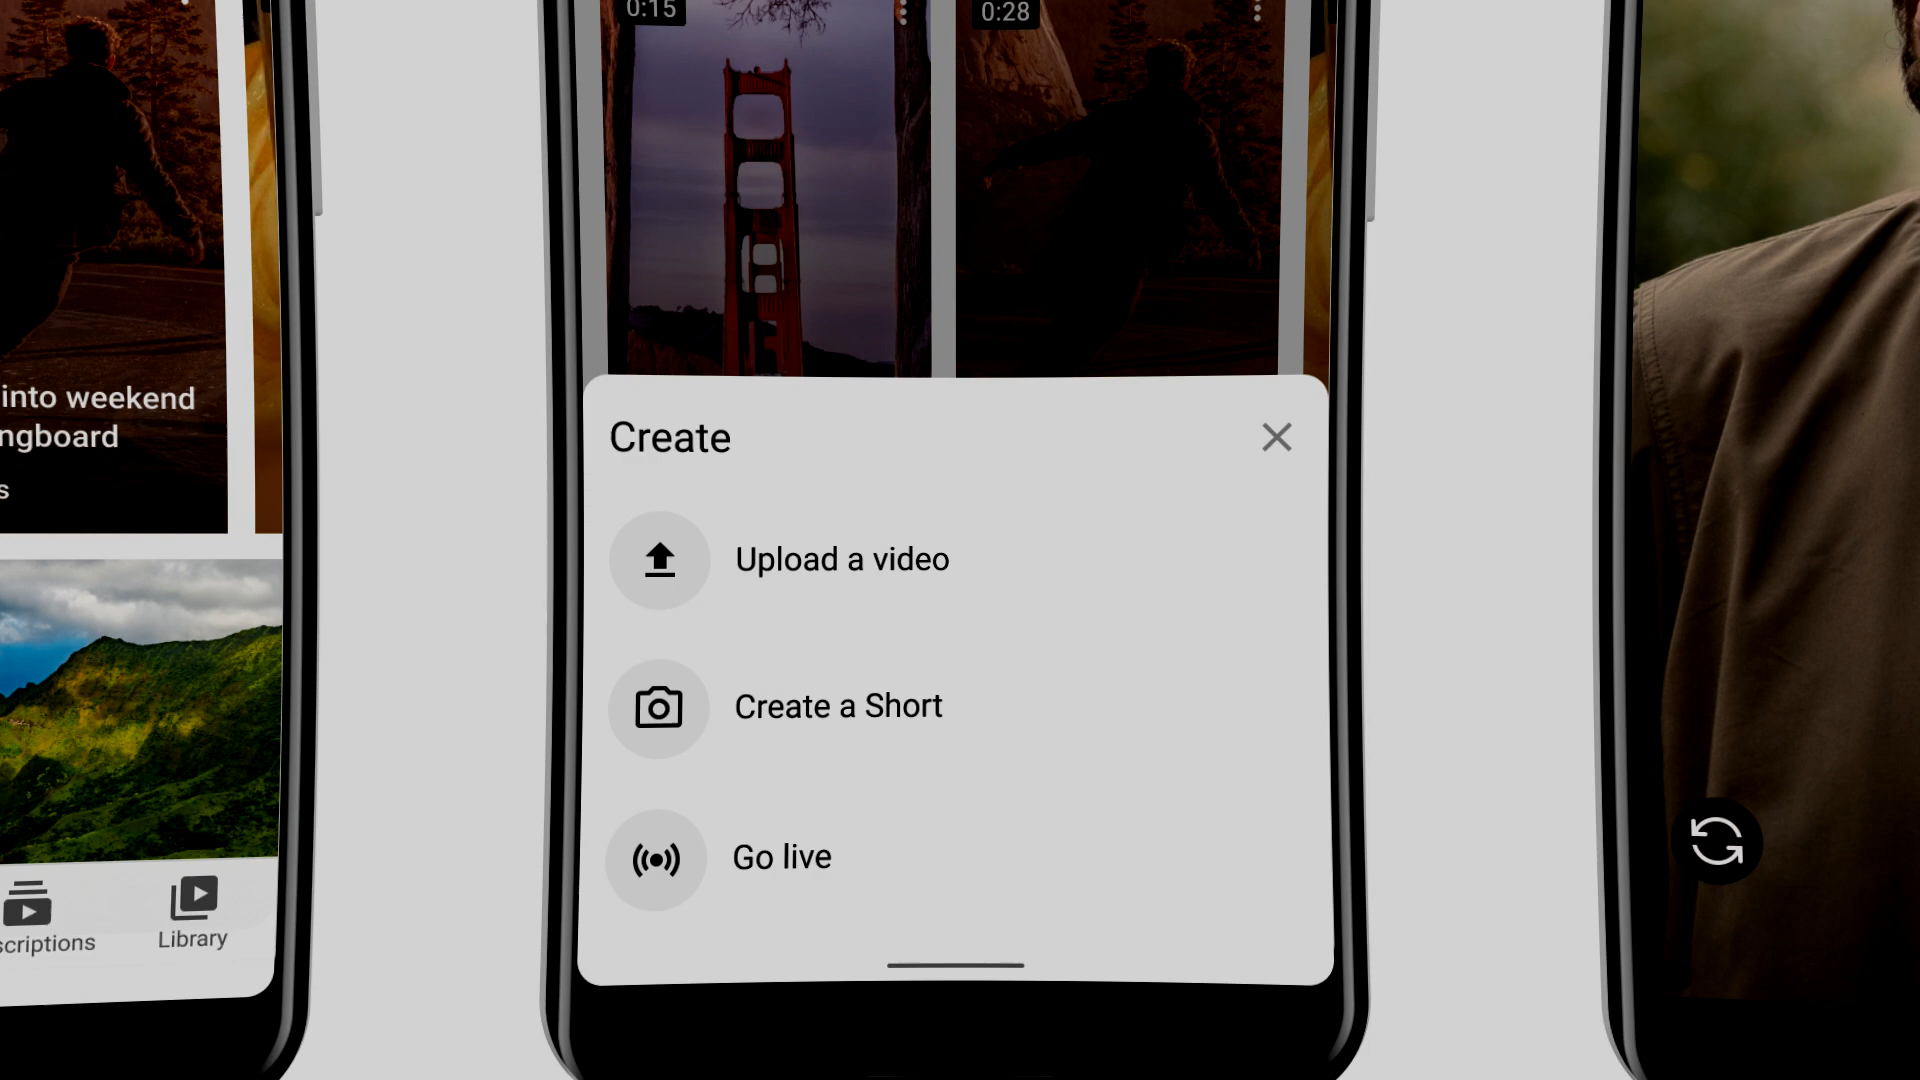 0:15
0:28
into weekend
ngboard
s
Create
Upload a video
Create a Short
Go live
scriptions
Library